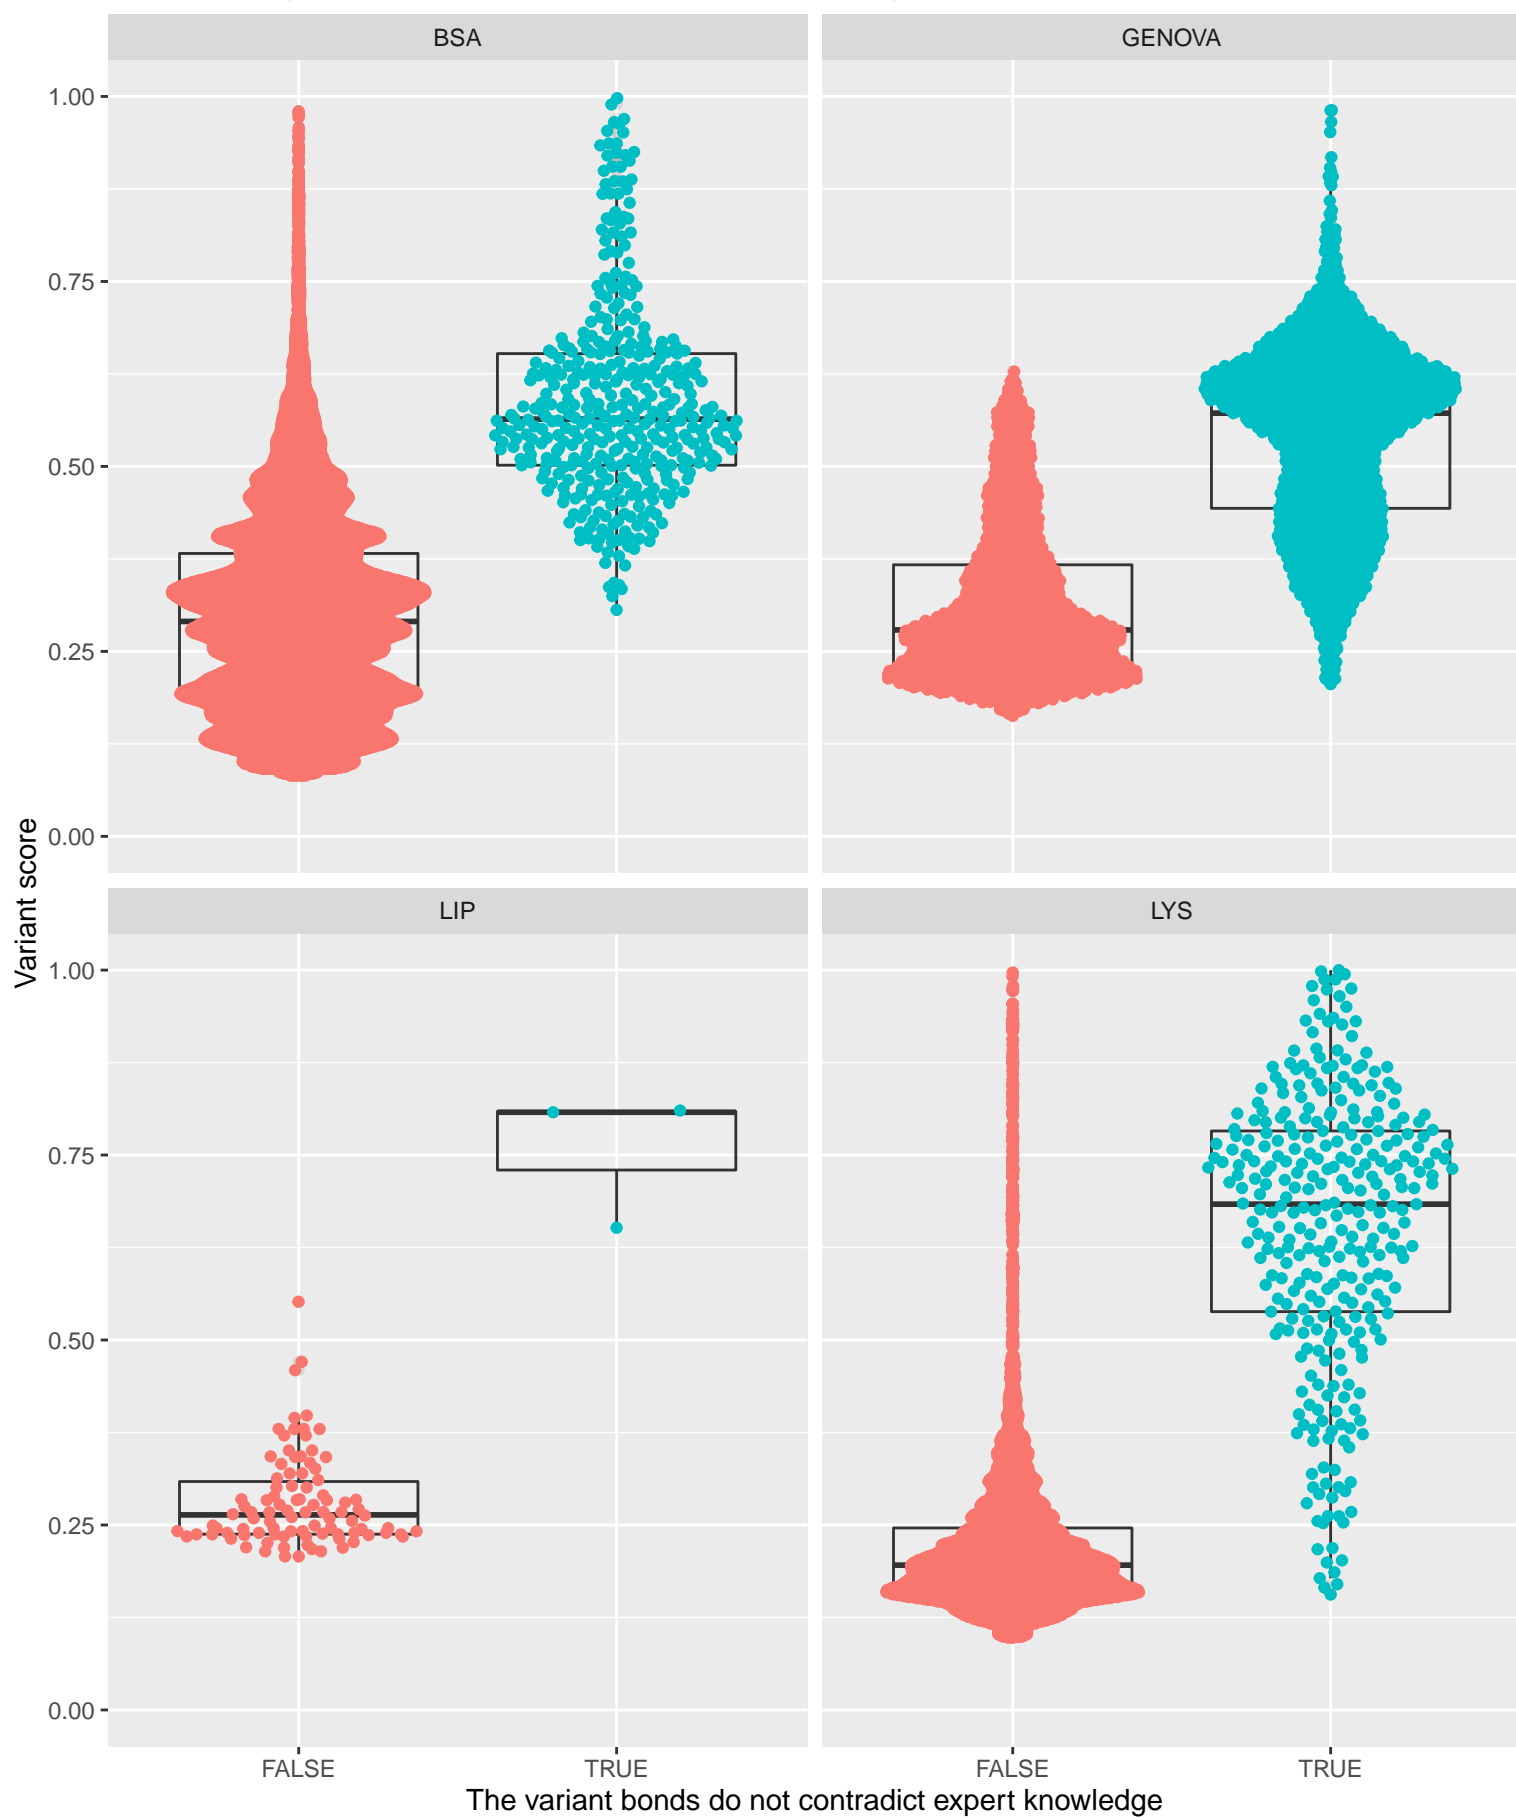 BSA
GENOVA
1.00
0.75
0.50
0.25
0.00
Variant score
LIP
LYS
1.00
0.75
0.50
0.25
0.00
FALSE
TRUE
FALSE
TRUE
The variant bonds do not contradict expert knowledge